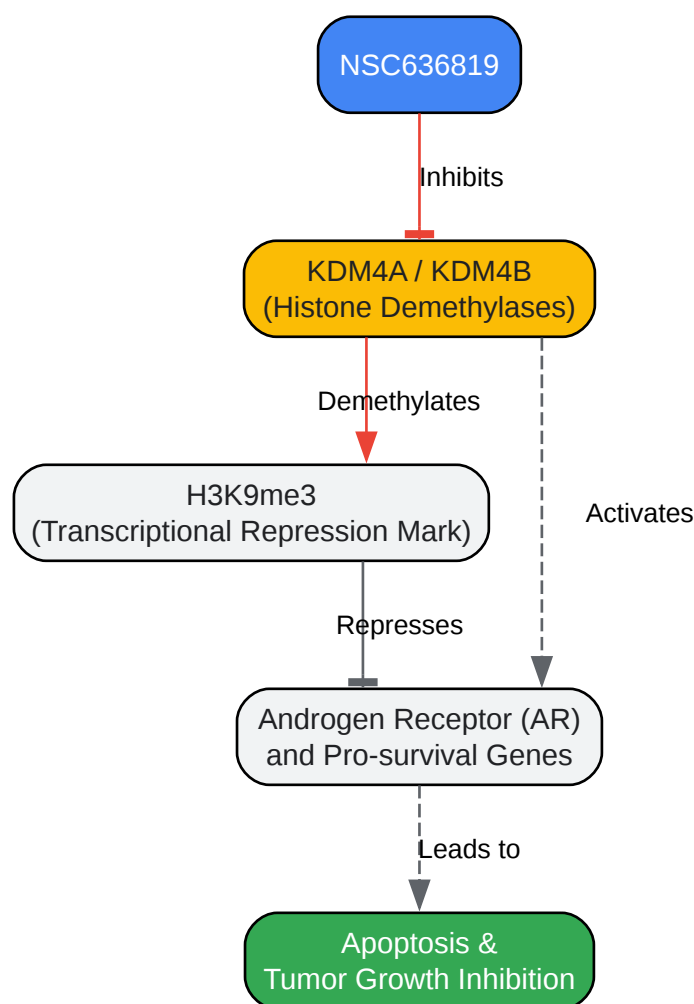 NSC636819
Inhibits
KDM4A / KDM4B
(Histone Demethylases)
Demethylates
H3K9me3
(Transcriptional Repression Mark)
Activates
Represses
Androgen Receptor (AR)
and Pro-survival Genes
Leads to
Apoptosis &
Tumor Growth Inhibition